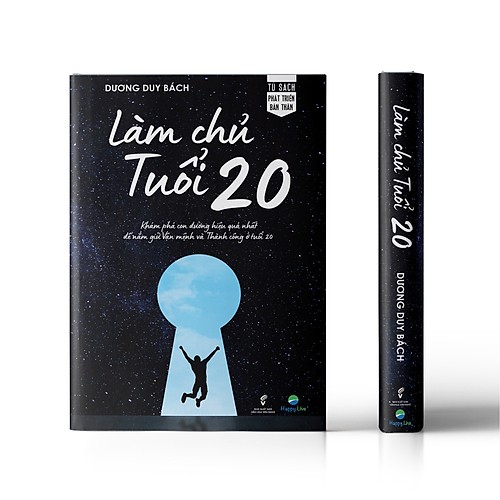 DƯƠNG DUY BÁCH
TỦ SÁCH
PHÁT TRIỂN
BẢN THÂN
Làm chủ
Tuổi 20
Khám phá con đường hiệu quả nhất
để nắm giữ Vận mệnh và Thành công ở tuổi 20
Happy.Live
Làm chủ Tuổi 20
DƯƠNG DUY BÁCH
Happy.Live